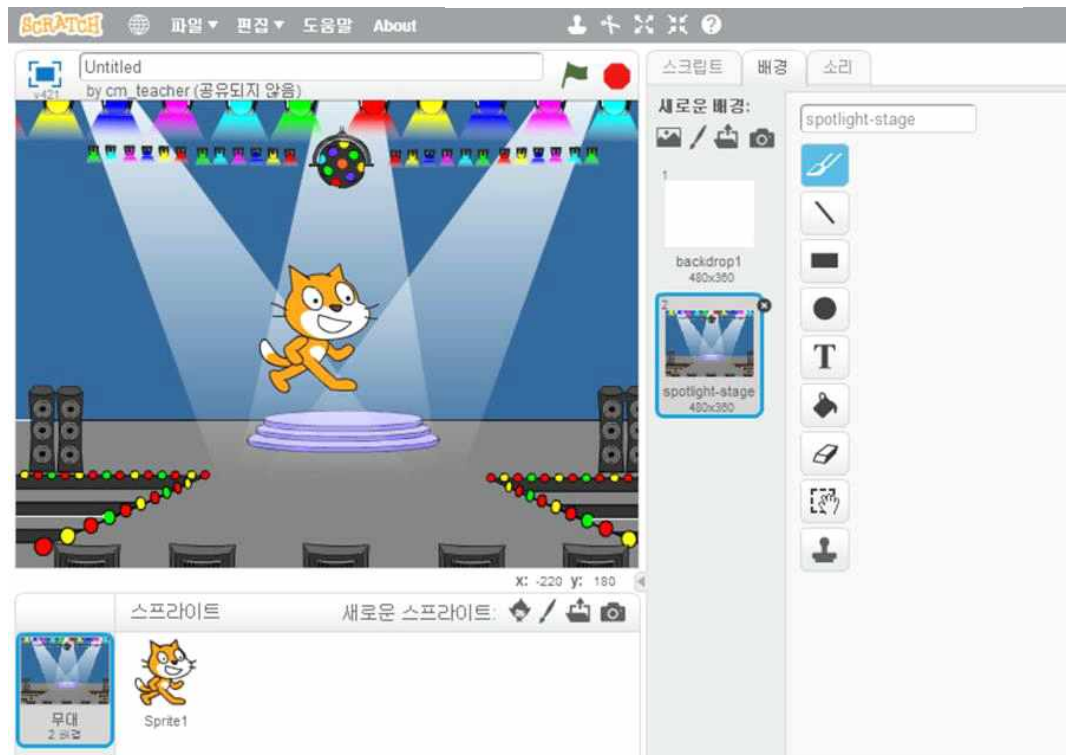 SCRATCH 파일▼ 편집▼ 도움말 About
Untitled
v421
by cm_teacher (공유되지 않음)
스크립트 배경 소리
새로운 배경:
spotlight-stage
1
backdrop1
480x360
2
spotlight-stage
480x360
T
X: -220 y: 180
스프라이트 새로운 스프라이트:
무대
2 배경
Sprite1